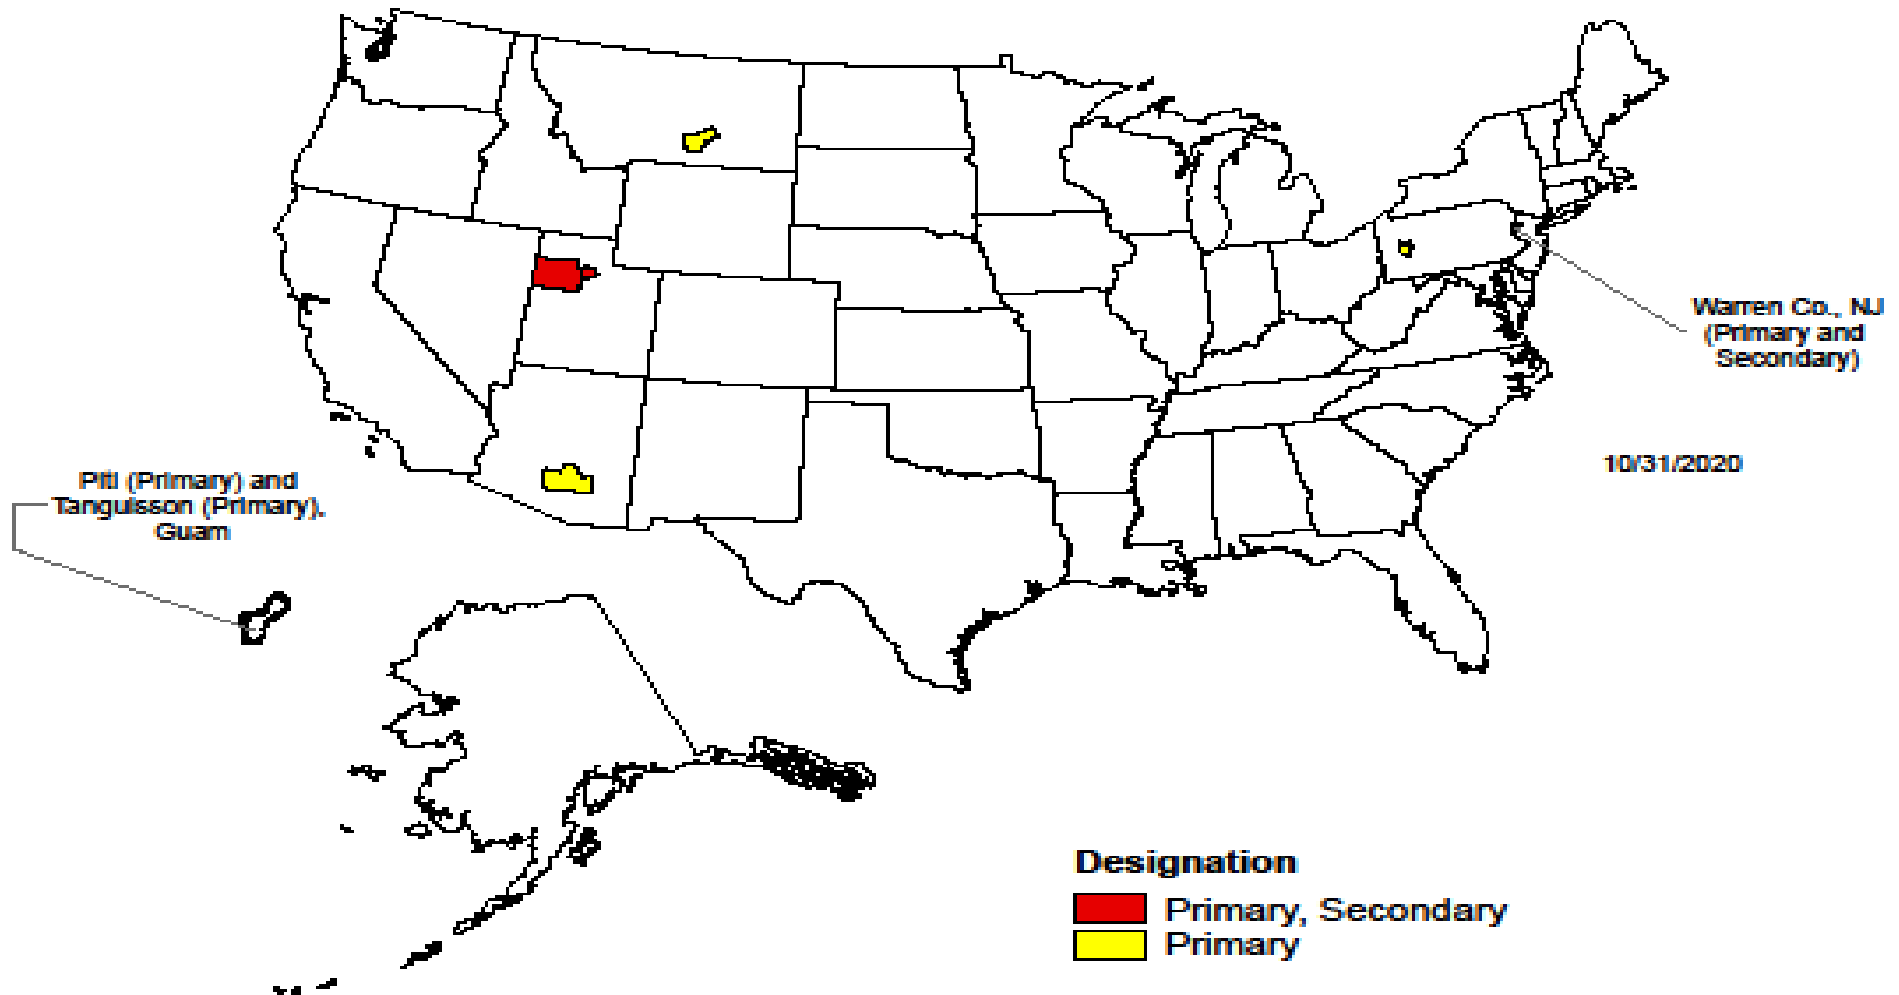 Warren Co., NJ
(Primary and
Secondary)
10/31/2020
Piti (Primary) and
Tanguisson (Primary),
Guam
Designation
Primary, Secondary
Primary